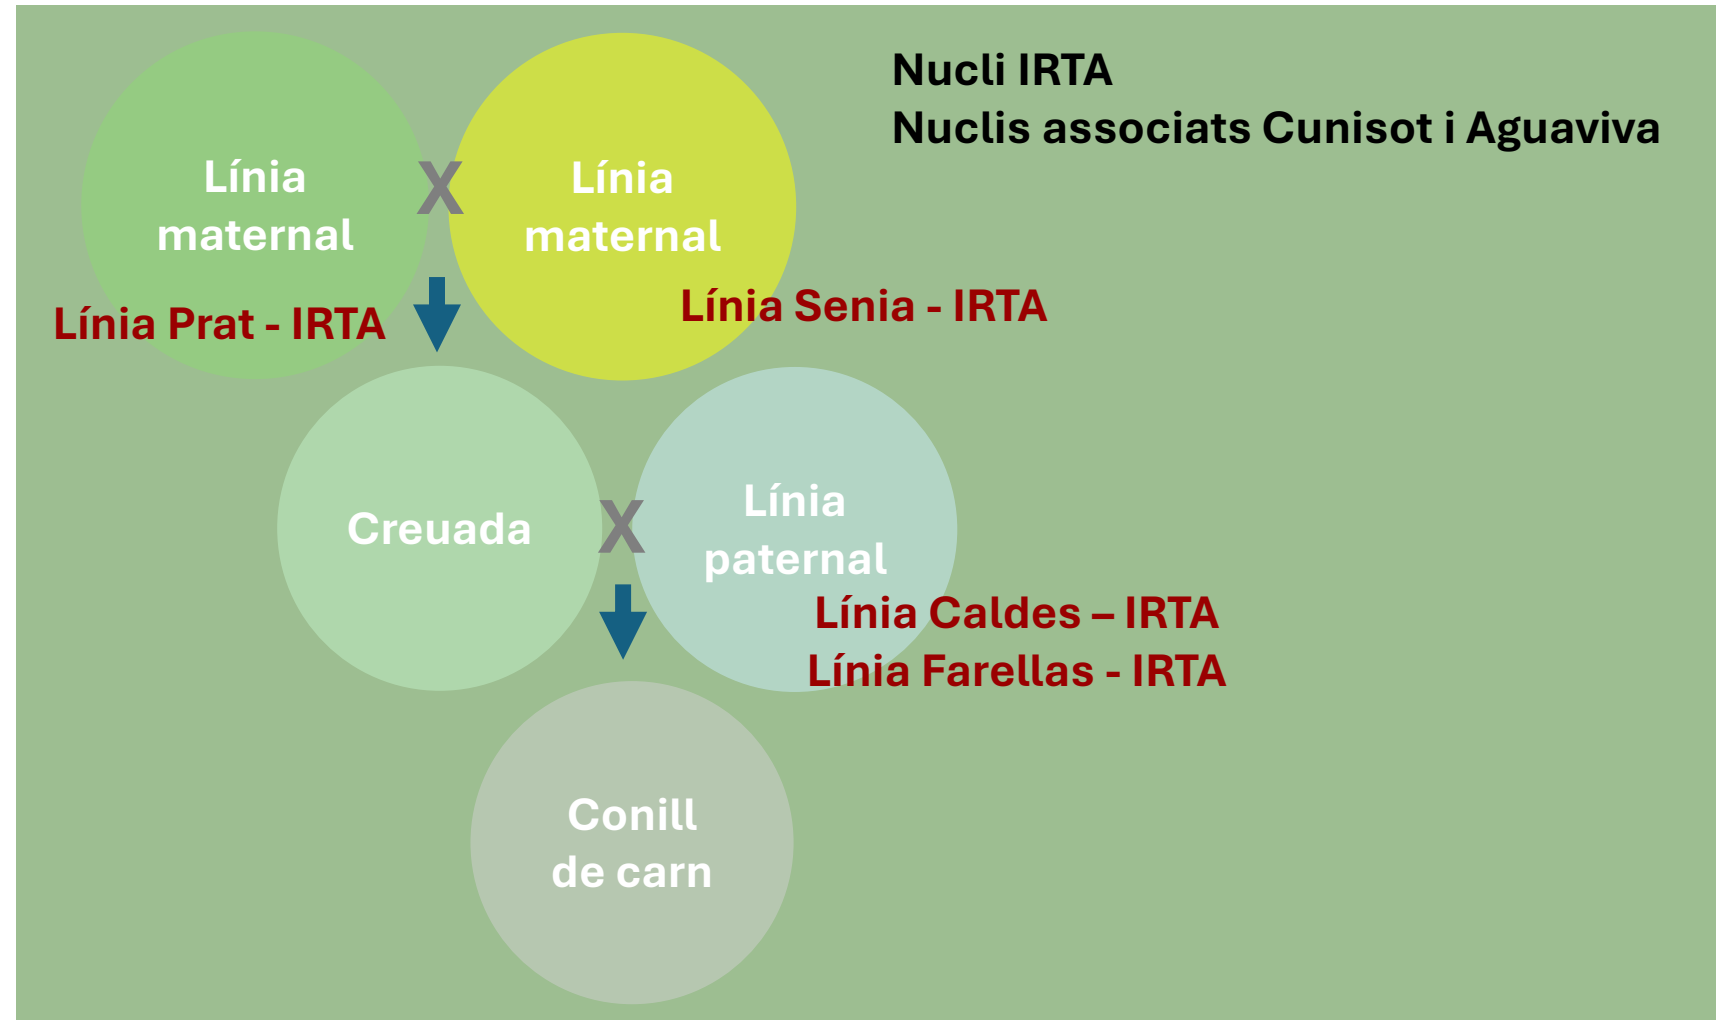 Nucli IRTA
Nuclis associats Cunisot i Aguaviva
Línia
maternal
X
Línia
maternal
Línia Prat - IRTA
Línia Senia - IRTA
Creuada
X
Línia
paternal
Línia Caldes – IRTA
Línia Farellas - IRTA
Conill
de carn